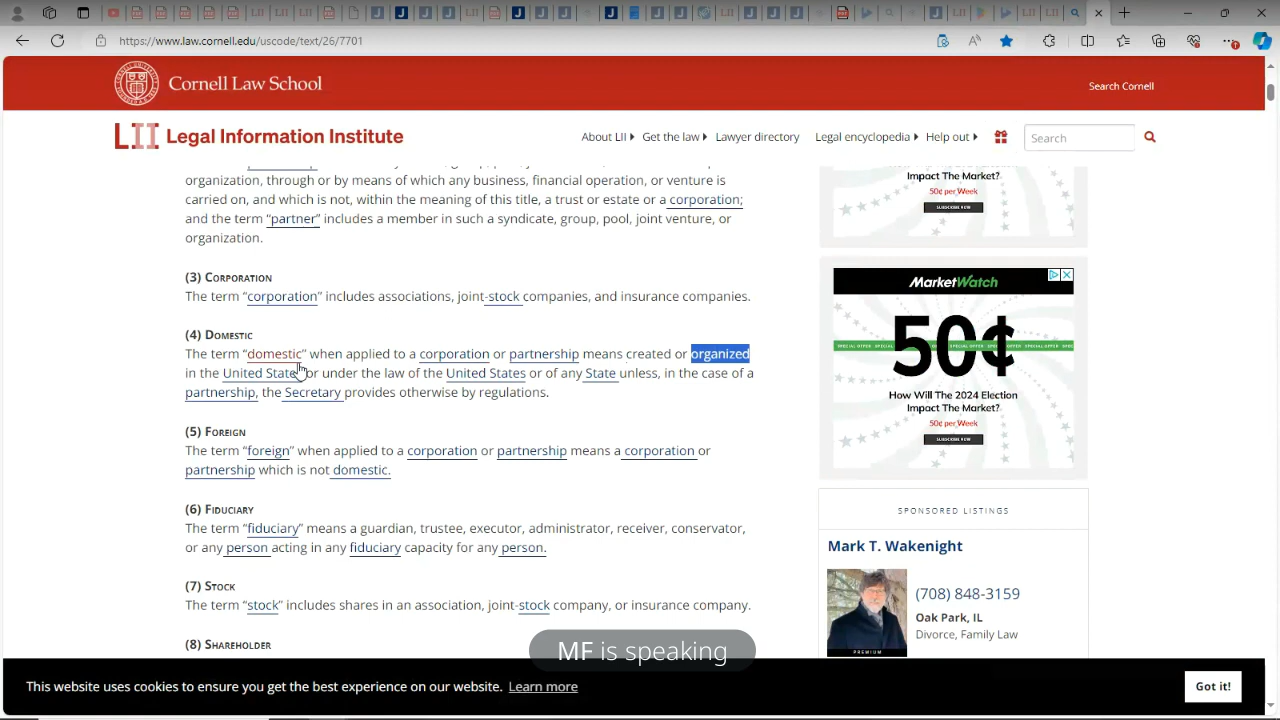 https://www.law.cornell.edu/uscode/text/26/7701
Cornell Law School
Search Cornell
LII Legal Information Institute
About LII
Get the law
Lawyer directory
Legal encyclopedia
Help out
Search
organization, through or by means of which any business, financial operation, or venture is
carried on, and which is not, within the meaning of this title, a trust or estate or a corporation;
and the term “partner” includes a member in such a syndicate, group, pool, joint venture, or
organization.
(3) Corporation
The term “corporation” includes associations, joint-stock companies, and insurance companies.
(4) Domestic
The term “domestic” when applied to a corporation or partnership means created or organized
in the United States or under the law of the United States or of any State unless, in the case of a
partnership, the Secretary provides otherwise by regulations.
(5) Foreign
The term “foreign” when applied to a corporation or partnership means a corporation or
partnership which is not domestic.
(6) Fiduciary
The term “fiduciary” means a guardian, trustee, executor, administrator, receiver, conservator,
or any person acting in any fiduciary capacity for any person.
(7) Stock
The term “stock” includes shares in an association, joint-stock company, or insurance company.
(8) Shareholder
Impact The Market?
50¢ per Week
SUBSCRIBE NOW
MarketWatch
50¢
How Will The 2024 Election
Impact The Market?
50¢ per Week
SUBSCRIBE NOW
SPONSORED LISTINGS
Mark T. Wakenight
(708) 848-3159
Oak Park, IL
Divorce, Family Law
PREMIUM
MF is speaking
This website uses cookies to ensure you get the best experience on our website. Learn more
Got it!